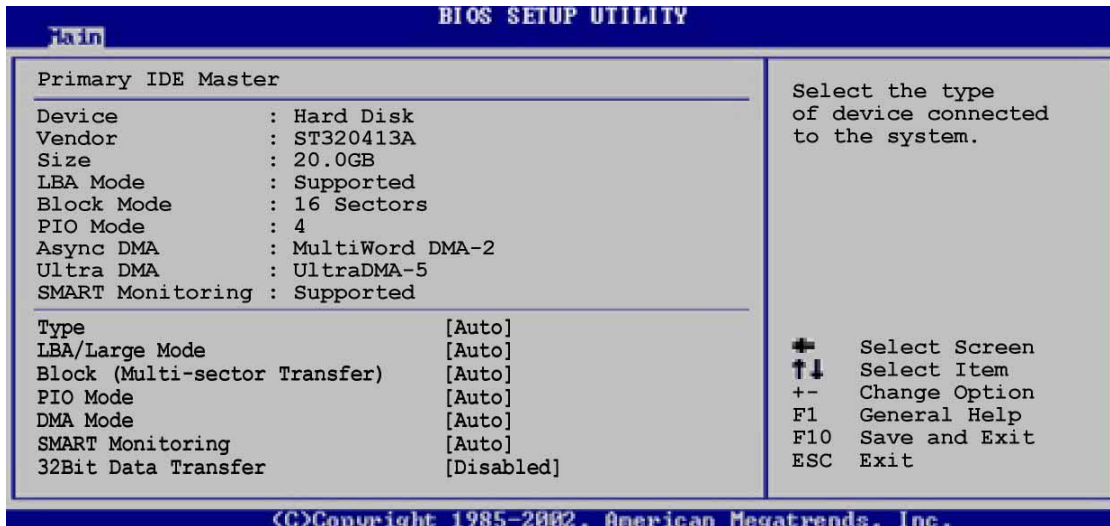 BIOS SETUP UTILITY
Main
Primary IDE Master
Device : Hard Disk
Vendor : ST320413A
Size : 20.0GB
LBA Mode : Supported
Block Mode : 16 Sectors
PIO Mode : 4
Async DMA : MultiWord DMA-2
Ultra DMA : UltraDMA-5
SMART Monitoring : Supported
Type [Auto]
LBA/Large Mode [Auto]
Block (Multi-sector Transfer) [Auto]
PIO Mode [Auto]
DMA Mode [Auto]
SMART Monitoring [Auto]
32Bit Data Transfer [Disabled]
Select the type
of device connected
to the system.
← Select Screen
↑↓ Select Item
+- Change Option
F1 General Help
F10 Save and Exit
ESC Exit
(C)Copyright 1985-2002, American Megatrends, Inc.